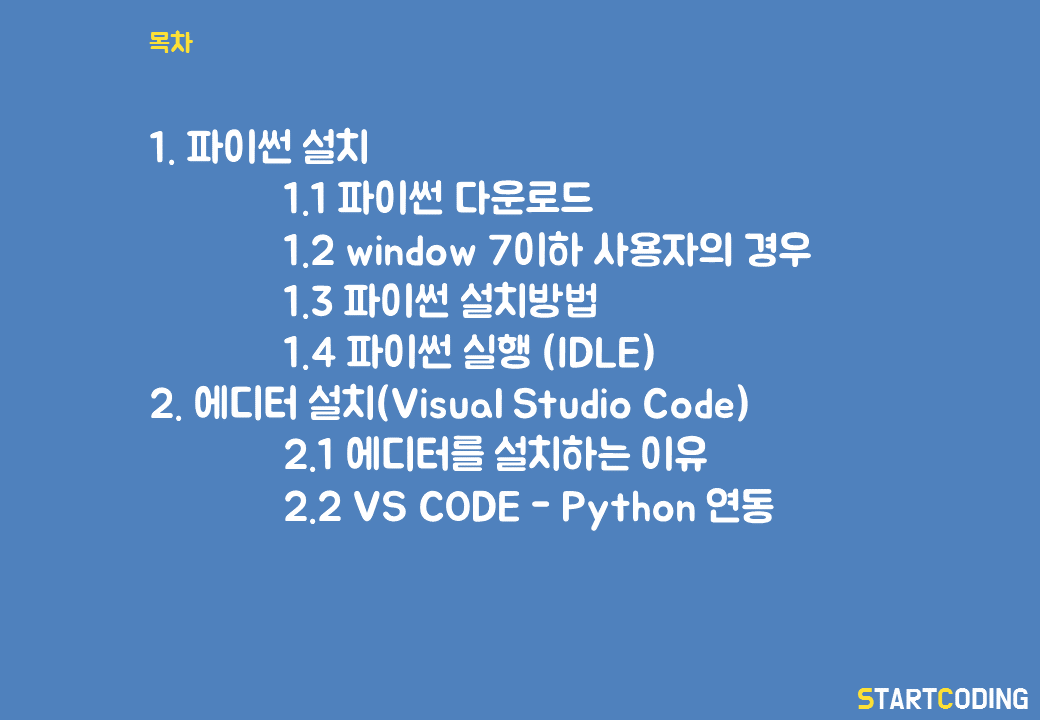 목차
1. 파이썬 설치
1.1 파이썬 다운로드
1.2 window 7이하 사용자의 경우
1.3 파이썬 설치방법
1.4 파이썬 실행 (IDLE)
2. 에디터 설치(Visual Studio Code)
2.1 에디터를 설치하는 이유
2.2 VS CODE - Python 연동
STARTCODING